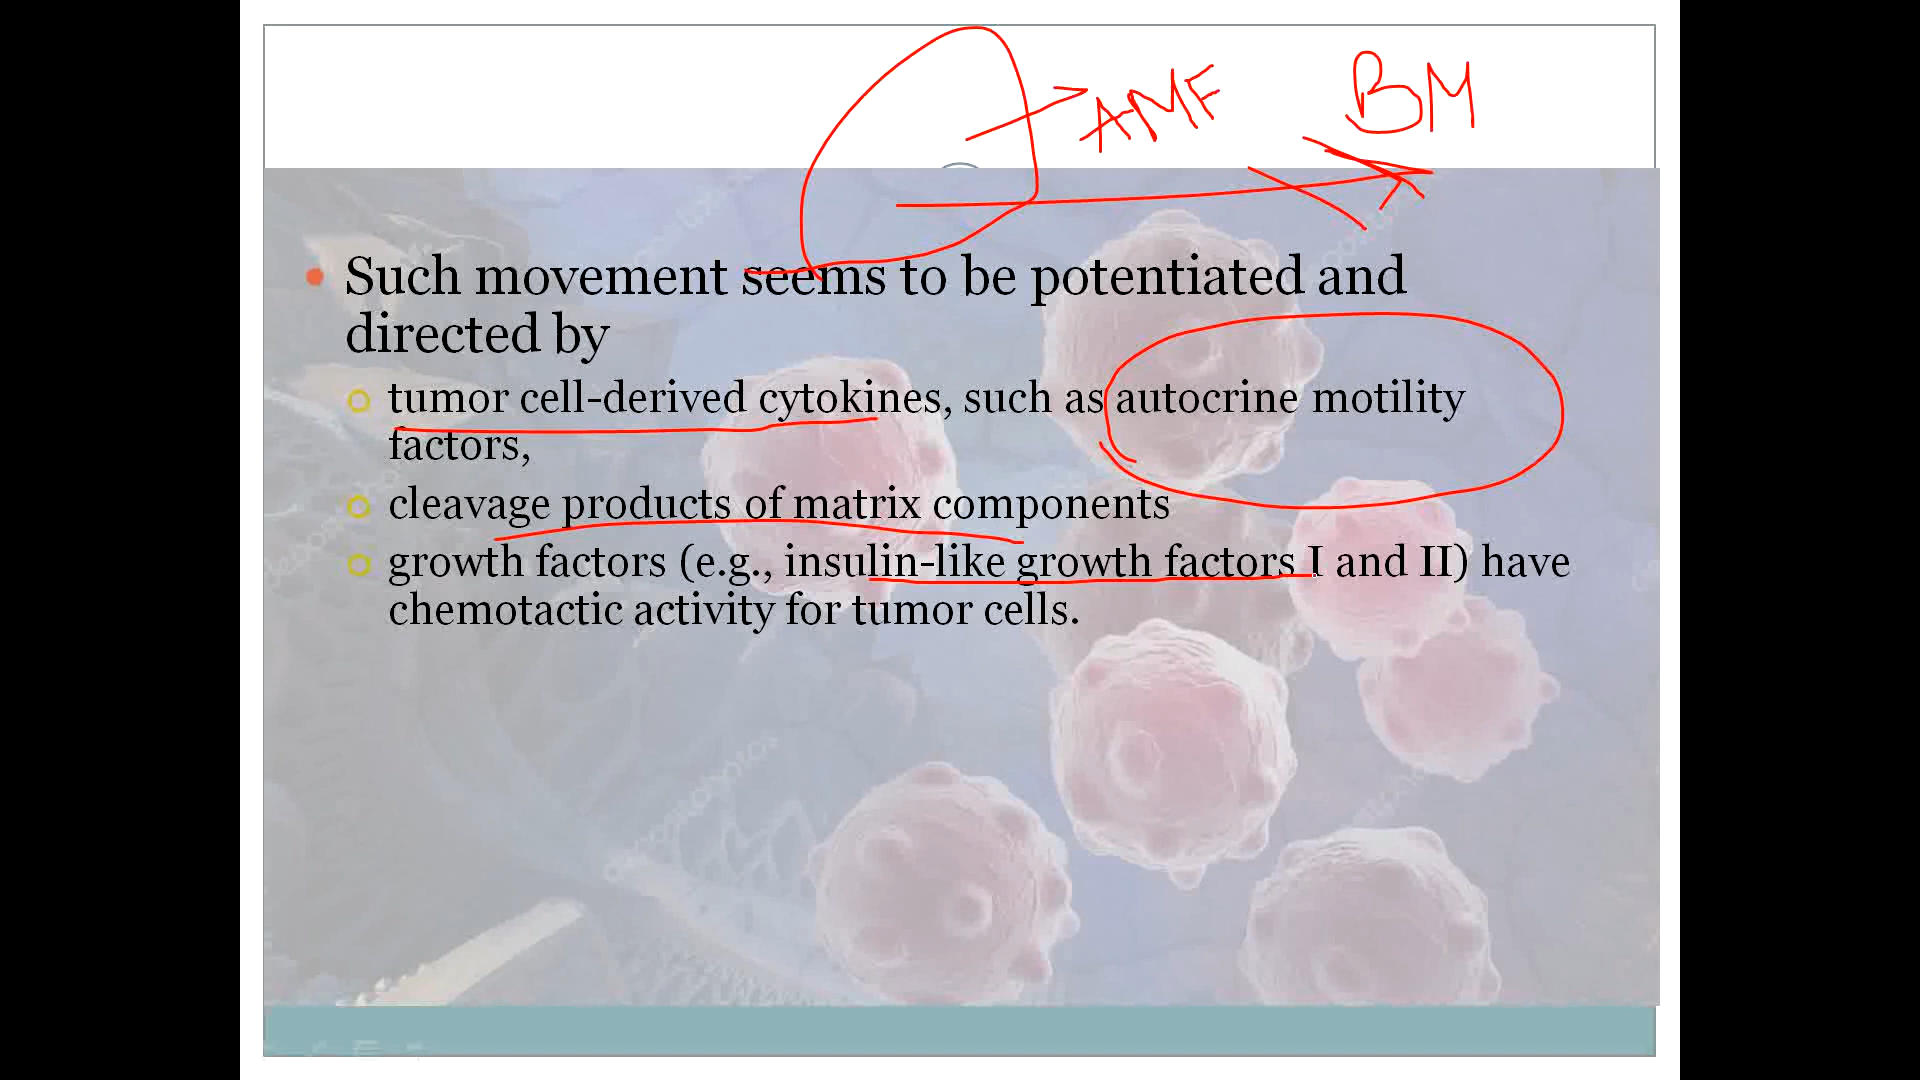 AMF
BM
Such movement seems to be potentiated and
directed by
tumor cell-derived cytokines, such as autocrine motility
factors,
cleavage products of matrix components
growth factors (e.g., insulin-like growth factors I and II) have
chemotactic activity for tumor cells.
depositphotos